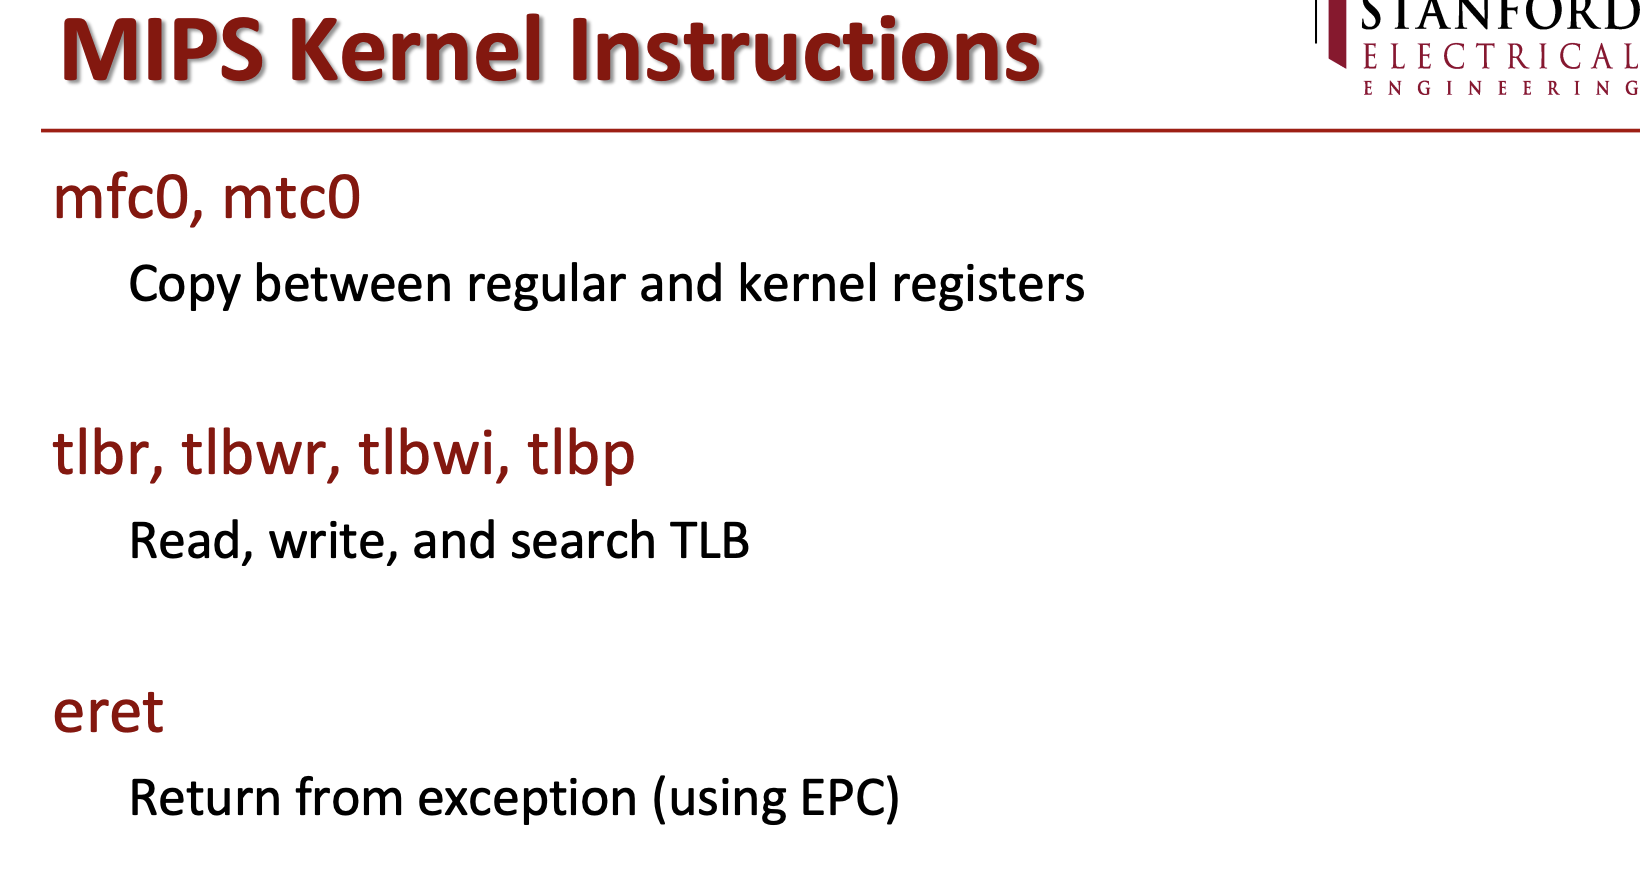 MIPS Kernel Instructions
STANFORD
ELECTRICAL
ENGINEERING
mfc0, mtc0
Copy between regular and kernel registers
tlbr, tlbwr, tlbwi, tlbp
Read, write, and search TLB
eret
Return from exception (using EPC)